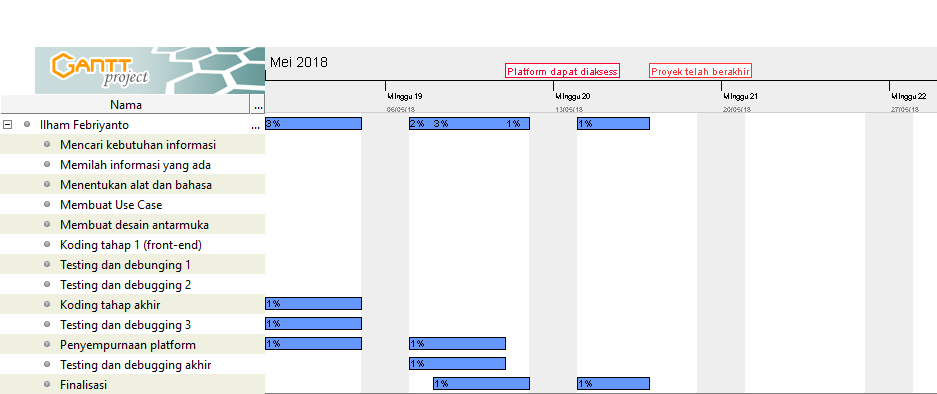 GANTT
project
Mei 2018
Platform dapat diaksess
Proyek telah berakhir
Minggu 19
Minggu 20
Minggu 21
Minggu 22
06/05/18
13/05/18
20/05/18
27/05/18
Nama ...
Ilham Febriyanto ... 3% 2% 3% 1% 1%
Mencari kebutuhan informasi
Memilah informasi yang ada
Menentukan alat dan bahasa
Membuat Use Case
Membuat desain antarmuka
Koding tahap 1 (front-end)
Testing dan debunging 1
Testing dan debugging 2
Koding tahap akhir 1%
Testing dan debugging 3 1%
Penyempurnaan platform 1% 1%
Testing dan debugging akhir 1%
Finalisasi 1% 1%